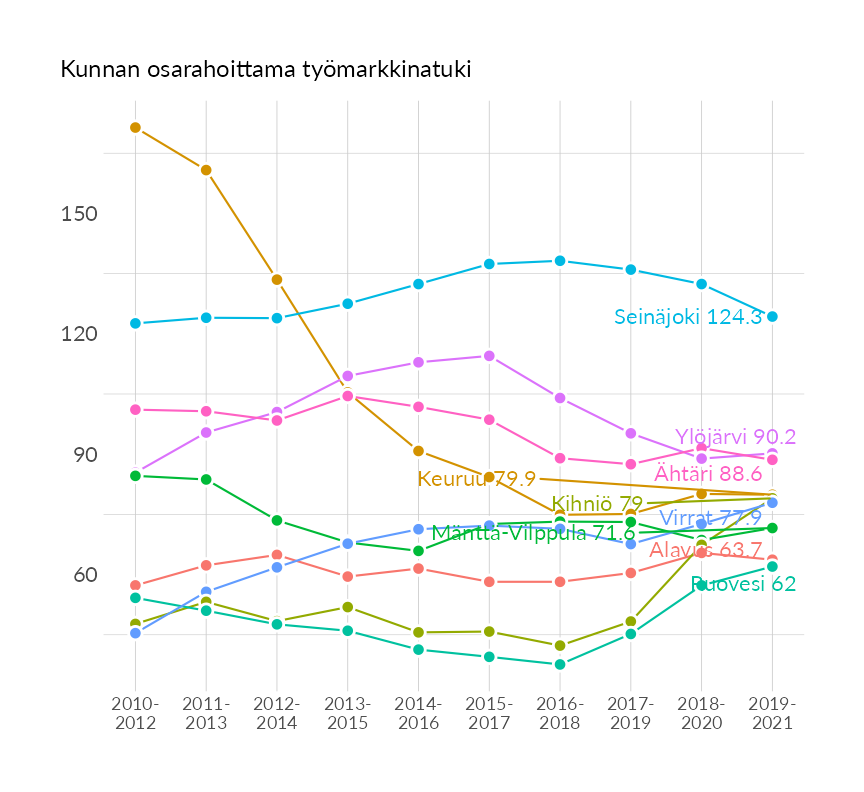 Kunnan osarahoittama työmarkkinatuki
150
120
90
60
Seinäjoki 124.3
Ylöjärvi 90.2
Ähtäri 88.6
Keuruu 79.9
Kihniö 79
Virrat 77.9
Mänttä-Vilppula 71.6
Alavus 63.7
Ruovesi 62
2010- 2011- 2012- 2013- 2014- 2015- 2016- 2017- 2018- 2019-
2012 2013 2014 2015 2016 2017 2018 2019 2020 2021